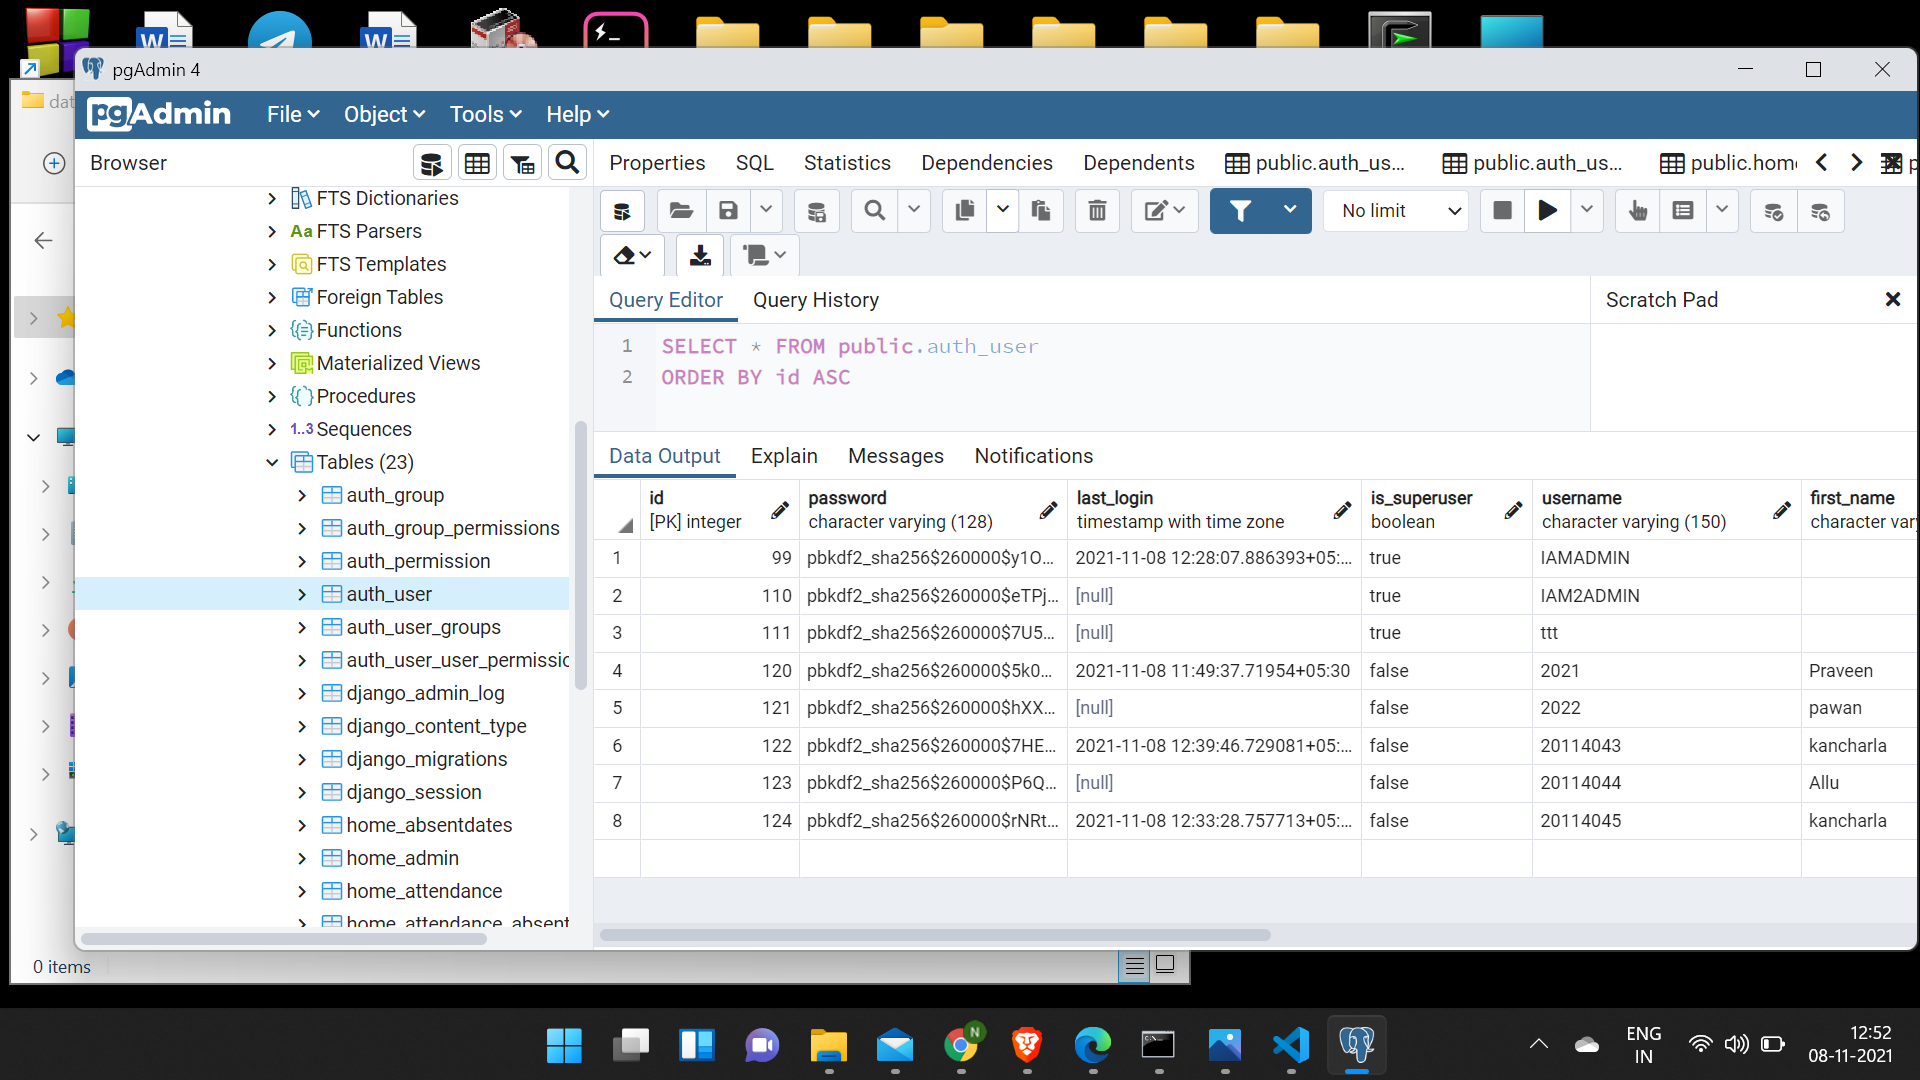 pgAdmin 4
dat
pgAdmin File Object Tools Help
Browser
Properties SQL Statistics Dependencies Dependents public.auth_us... public.auth_us... public.hom
No limit
FTS Dictionaries
Aa FTS Parsers
FTS Templates
Foreign Tables
Functions
Materialized Views
Procedures
1..3 Sequences
Tables (23)
auth_group
auth_group_permissions
auth_permission
auth_user
auth_user_groups
auth_user_user_permissio
django_admin_log
django_content_type
django_migrations
django_session
home_absentdates
home_admin
home_attendance
home_attendance_absent
Query Editor Query History
Scratch Pad
1 SELECT * FROM public.auth_user
2 ORDER BY id ASC
Data Output Explain Messages Notifications
id password last_login is_superuser username first_name
[PK] integer character varying (128) timestamp with time zone boolean character varying (150) character var
1 99 pbkdf2_sha256$260000$y1O... 2021-11-08 12:28:07.886393+05:... true IAMADMIN
2 110 pbkdf2_sha256$260000$eTPj... [null] true IAM2ADMIN
3 111 pbkdf2_sha256$260000$7U5... [null] true ttt
4 120 pbkdf2_sha256$260000$5k0... 2021-11-08 11:49:37.71954+05:30 false 2021 Praveen
5 121 pbkdf2_sha256$260000$hXX... [null] false 2022 pawan
6 122 pbkdf2_sha256$260000$7HE... 2021-11-08 12:39:46.729081+05:... false 20114043 kancharla
7 123 pbkdf2_sha256$260000$P6Q... [null] false 20114044 Allu
8 124 pbkdf2_sha256$260000$rNRt... 2021-11-08 12:33:28.757713+05:... false 20114045 kancharla
0 items
N
ENG
IN
12:52
08-11-2021